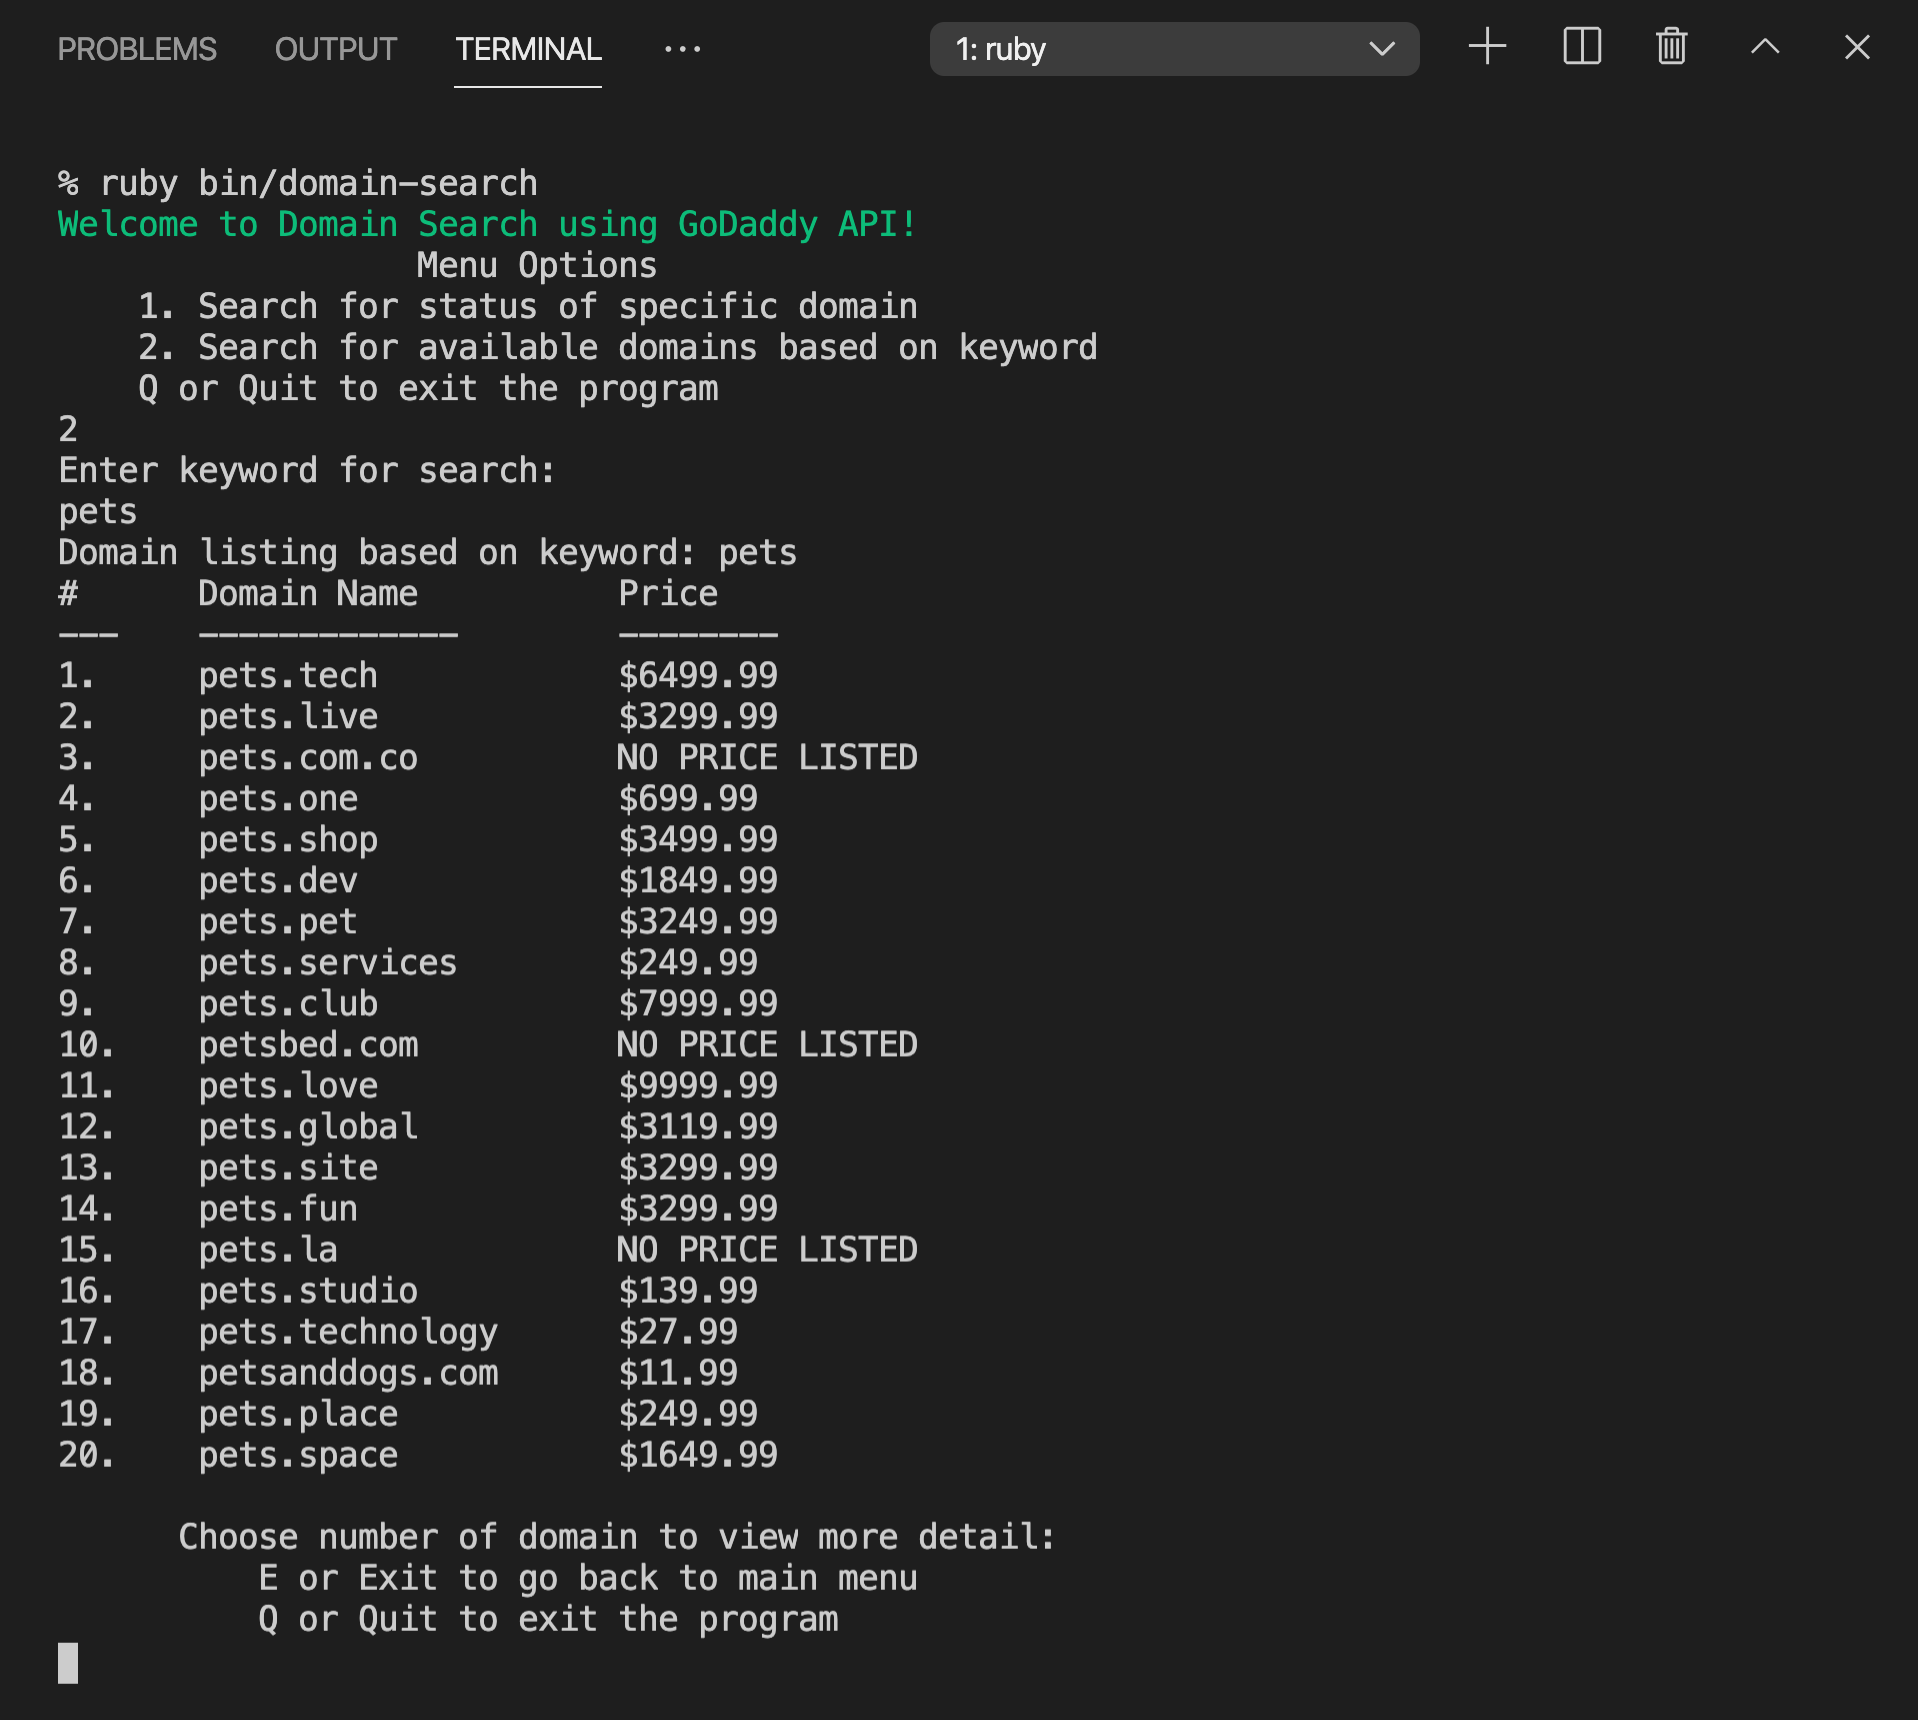 PROBLEMS OUTPUT TERMINAL ··· 1: ruby
% ruby bin/domain-search
Welcome to Domain Search using GoDaddy API!
Menu Options
1. Search for status of specific domain
2. Search for available domains based on keyword
Q or Quit to exit the program
2
Enter keyword for search:
pets
Domain listing based on keyword: pets
# Domain Name Price
--- ------------- --------
1. pets.tech $6499.99
2. pets.live $3299.99
3. pets.com.co NO PRICE LISTED
4. pets.one $699.99
5. pets.shop $3499.99
6. pets.dev $1849.99
7. pets.pet $3249.99
8. pets.services $249.99
9. pets.club $7999.99
10. petsbed.com NO PRICE LISTED
11. pets.love $9999.99
12. pets.global $3119.99
13. pets.site $3299.99
14. pets.fun $3299.99
15. pets.la NO PRICE LISTED
16. pets.studio $139.99
17. pets.technology $27.99
18. petsanddogs.com $11.99
19. pets.place $249.99
20. pets.space $1649.99
Choose number of domain to view more detail:
E or Exit to go back to main menu
Q or Quit to exit the program